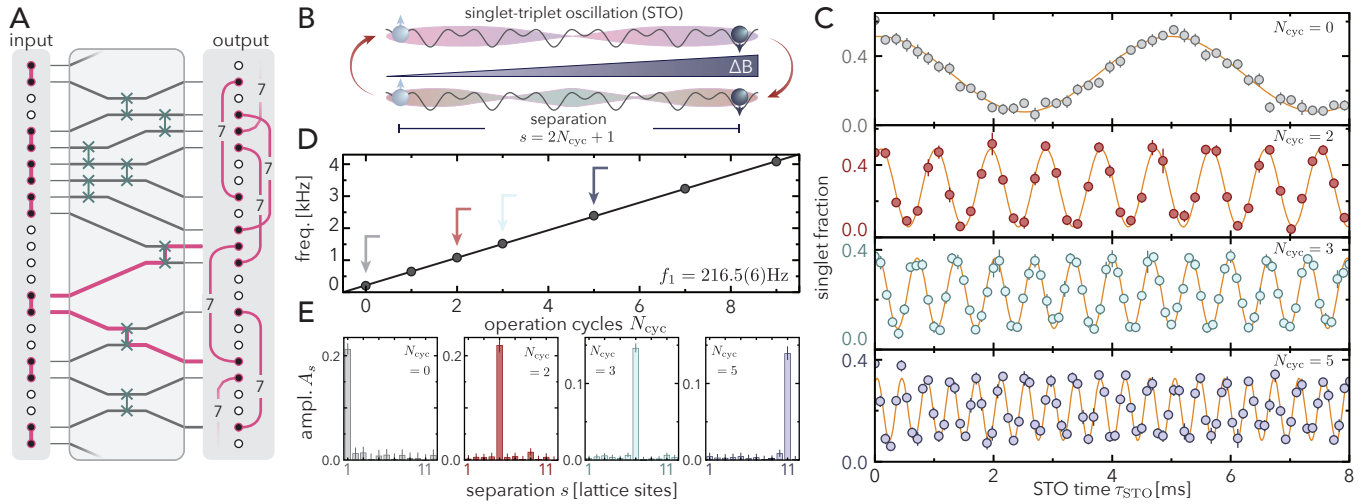 A
input
output
7
7
7
7
7
7
7
B
singlet-triplet oscillation (STO)
ΔB
separation
s = 2N_cyc + 1
C
N_cyc = 0
0.4
0.0
N_cyc = 2
0.4
0.0
N_cyc = 3
0.4
0.0
N_cyc = 5
0.4
0.0
singlet fraction
0
2
4
6
8
STO time τ_STO [ms]
D
freq. [kHz]
4
3
2
1
0
f_1 = 216.5(6)Hz
0
2
4
6
8
operation cycles N_cyc
E
ampl. A_s
0.2
0.0
N_cyc
= 0
1
11
0.2
0.0
N_cyc
= 2
1
11
0.1
0.0
N_cyc
= 3
1
11
0.1
0.0
N_cyc
= 5
1
11
separation s [lattice sites]